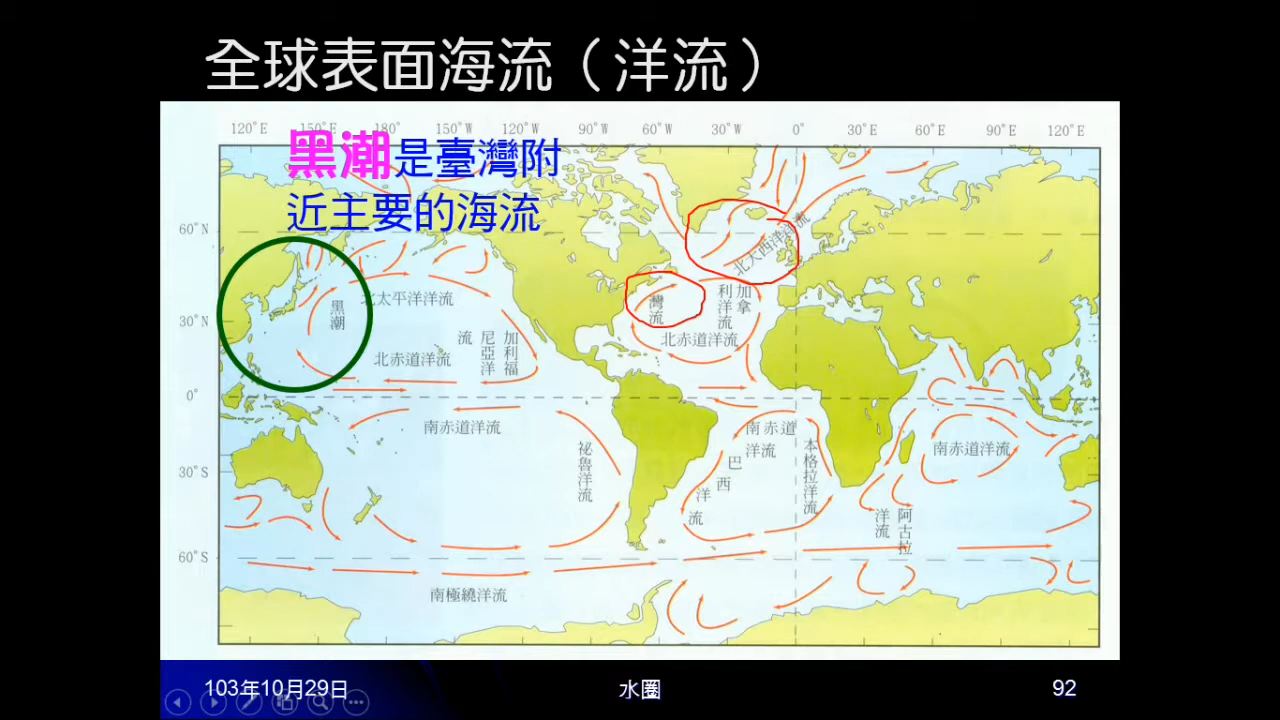 全球表面海流（洋流）
120°E 150°E 180° 150°W 120°W 90°W 60°W 30°W 0° 30°E 60°E 90°E 120°E
黑潮是臺灣附
近主要的海流
60°N
30°N
0°
30°S
60°S
黑潮
北太平洋洋流
北赤道洋流
加利福
尼亞洋
流
灣流
北大西洋洋流
加拿
利洋流
北赤道洋流
南赤道洋流
祕魯洋流
南赤道
洋流
巴西洋流
本格拉洋流
南赤道洋流
阿古拉
洋流
南極繞洋流
103年10月29日
水圈
92